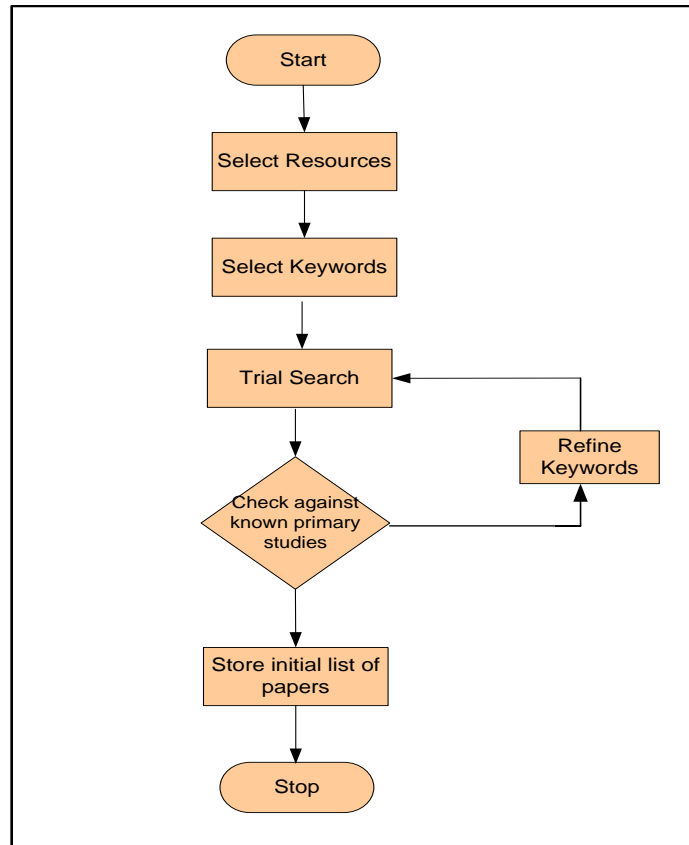 Start
Select Resources
Select Keywords
Trial Search
Refine
Keywords
Check against
known primary
studies
Store initial list of
papers
Stop